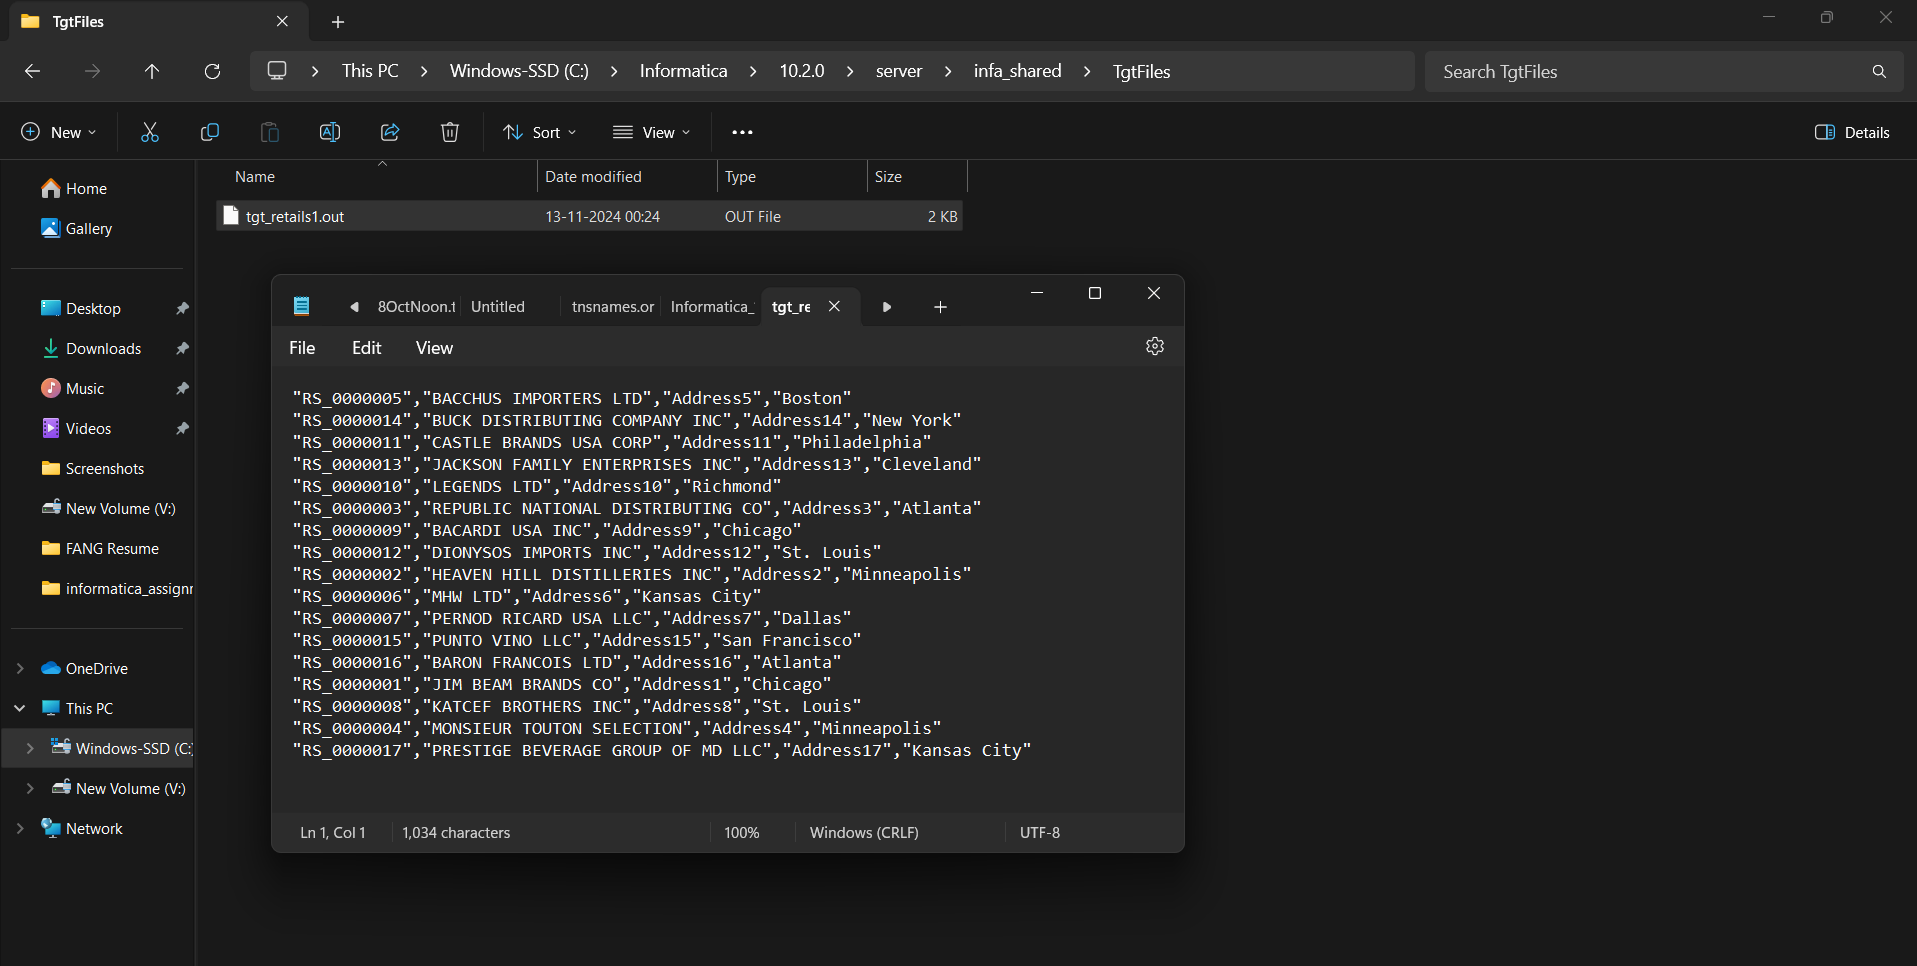 TgtFiles
This PC > Windows-SSD (C:) > Informatica > 10.2.0 > server > infa_shared > TgtFiles
Search TgtFiles
New
Sort
View
Details
Name Date modified Type Size
tgt_retails1.out 13-11-2024 00:24 OUT File 2 KB
Home
Gallery
Desktop
Downloads
Music
Videos
Screenshots
New Volume (V:)
FANG Resume
informatica_assignr
OneDrive
This PC
Windows-SSD (C:)
New Volume (V:)
Network
8OctNoon.t Untitled tnsnames.or Informatica_ tgt_re
File Edit View
"RS_0000005","BACCHUS IMPORTERS LTD","Address5","Boston"
"RS_0000014","BUCK DISTRIBUTING COMPANY INC","Address14","New York"
"RS_0000011","CASTLE BRANDS USA CORP","Address11","Philadelphia"
"RS_0000013","JACKSON FAMILY ENTERPRISES INC","Address13","Cleveland"
"RS_0000010","LEGENDS LTD","Address10","Richmond"
"RS_0000003","REPUBLIC NATIONAL DISTRIBUTING CO","Address3","Atlanta"
"RS_0000009","BACARDI USA INC","Address9","Chicago"
"RS_0000012","DIONYSOS IMPORTS INC","Address12","St. Louis"
"RS_0000002","HEAVEN HILL DISTILLERIES INC","Address2","Minneapolis"
"RS_0000006","MHW LTD","Address6","Kansas City"
"RS_0000007","PERNOD RICARD USA LLC","Address7","Dallas"
"RS_0000015","PUNTO VINO LLC","Address15","San Francisco"
"RS_0000016","BARON FRANCOIS LTD","Address16","Atlanta"
"RS_0000001","JIM BEAM BRANDS CO","Address1","Chicago"
"RS_0000008","KATCEF BROTHERS INC","Address8","St. Louis"
"RS_0000004","MONSIEUR TOUTON SELECTION","Address4","Minneapolis"
"RS_0000017","PRESTIGE BEVERAGE GROUP OF MD LLC","Address17","Kansas City"
Ln 1, Col 1 1,034 characters 100% Windows (CRLF) UTF-8